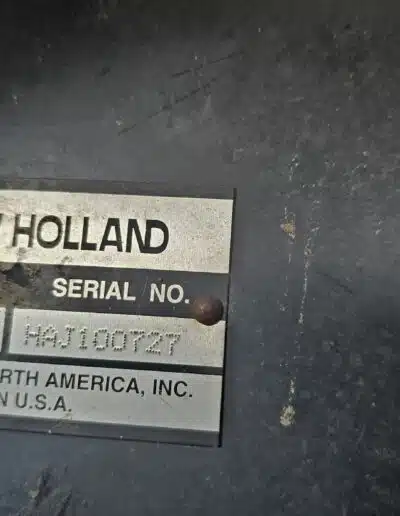 HOLLAND
SERIAL NO.
HAJ100727
RTH AMERICA, INC.
N U.S.A.